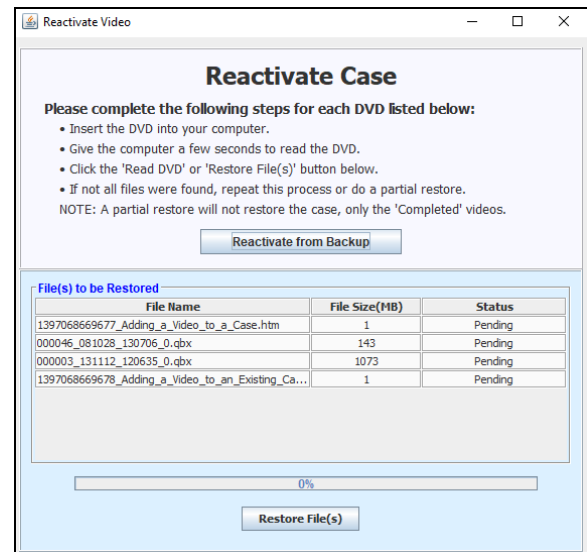 Reactivate Video
Reactivate Case
Please complete the following steps for each DVD listed below:
• Insert the DVD into your computer.
• Give the computer a few seconds to read the DVD.
• Click the 'Read DVD' or 'Restore File(s)' button below.
• If not all files were found, repeat this process or do a partial restore.
NOTE: A partial restore will not restore the case, only the 'Completed' videos.
Reactivate from Backup
File(s) to be Restored
File Name File Size(MB) Status
1397068669677_Adding_a_Video_to_a_Case.htm 1 Pending
000046_081028_130706_0.qbx 143 Pending
000003_131112_120635_0.qbx 1073 Pending
1397068669678_Adding_a_Video_to_an_Existing_Ca... 1 Pending
0%
Restore File(s)